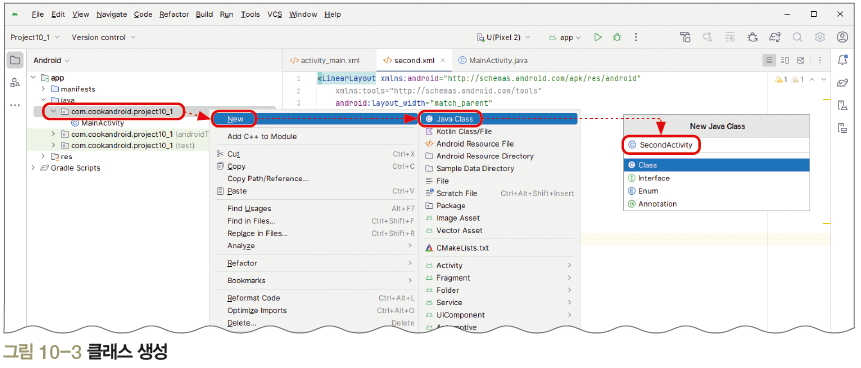 File Edit View Navigate Code Refactor Build Run Tools VCS Window Help
Project10_1 Version control U(Pixel 2) app
Android
activity_main.xml second.xml MainActivity.java
app
manifests
java
com.cookandroid.project10_1
MainActivity
com.cookandroid.project10_1 (androidT
com.cookandroid.project10_1 (test)
res
Gradle Scripts
1 <LinearLayout xmlns:android="http://schemas.android.com/apk/res/android"
2 xmlns:tools="http://schemas.android.com/tools"
3 android:layout_width="match_parent"
1 1
New
Add C++ to Module
Cut Ctrl+X
Copy Ctrl+C
Copy Path/Reference...
Paste Ctrl+V
Find Usages Alt+F7
Find in Files... Ctrl+Shift+F
Replace in Files... Ctrl+Shift+R
Analyze
Refactor
Bookmarks
Reformat Code Ctrl+Alt+L
Optimize Imports Ctrl+Alt+O
Delete... Delete
Java Class
Kotlin Class/File
Android Resource File
Android Resource Directory
Sample Data Directory
File
Scratch File Ctrl+Alt+Shift+Insert
Package
Image Asset
Vector Asset
CMakeLists.txt
Activity
Fragment
Folder
Service
UiComponent
Automotive
New Java Class
SecondActivity
Class
Interface
Enum
Annotation
그림 10-3 클래스 생성